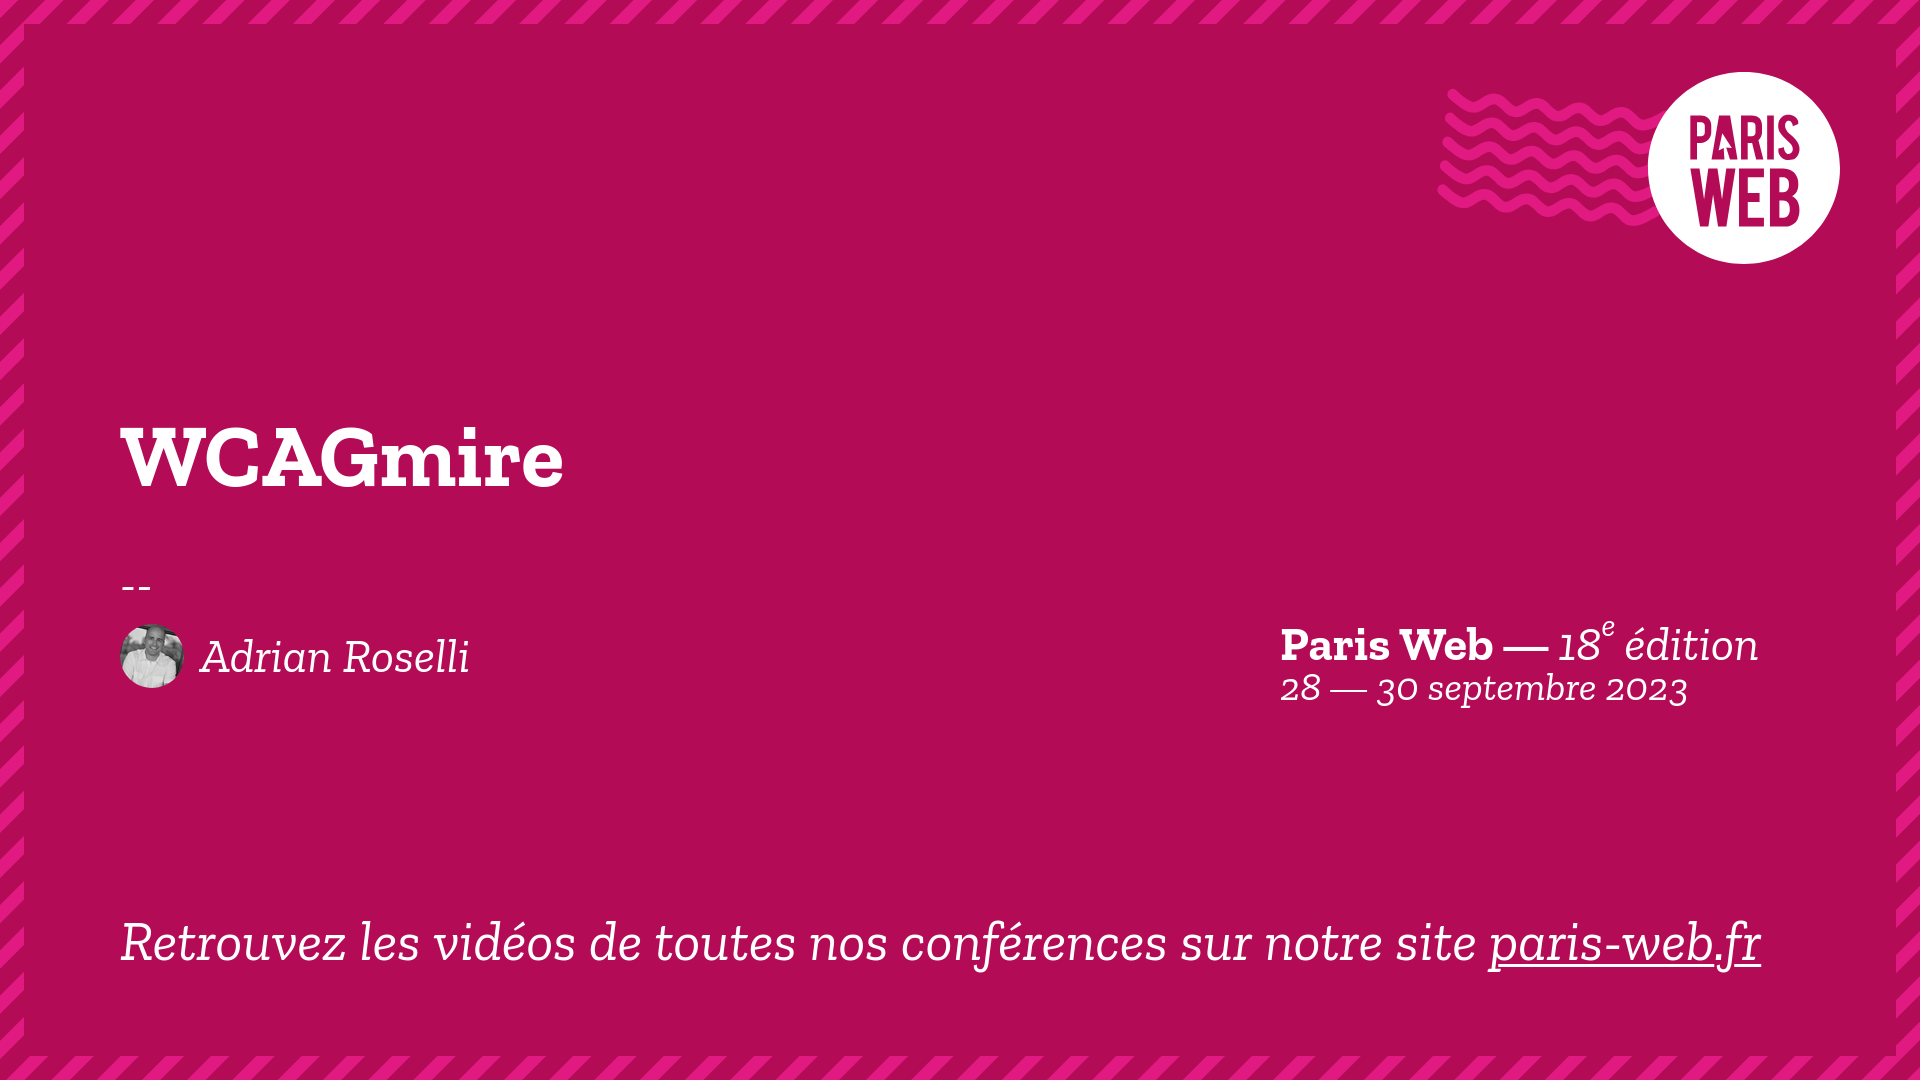 PARIS
WEB
WCAGmire
--
Adrian Roselli
Paris Web — 18e édition
28 — 30 septembre 2023
Retrouvez les vidéos de toutes nos conférences sur notre site paris-web.fr